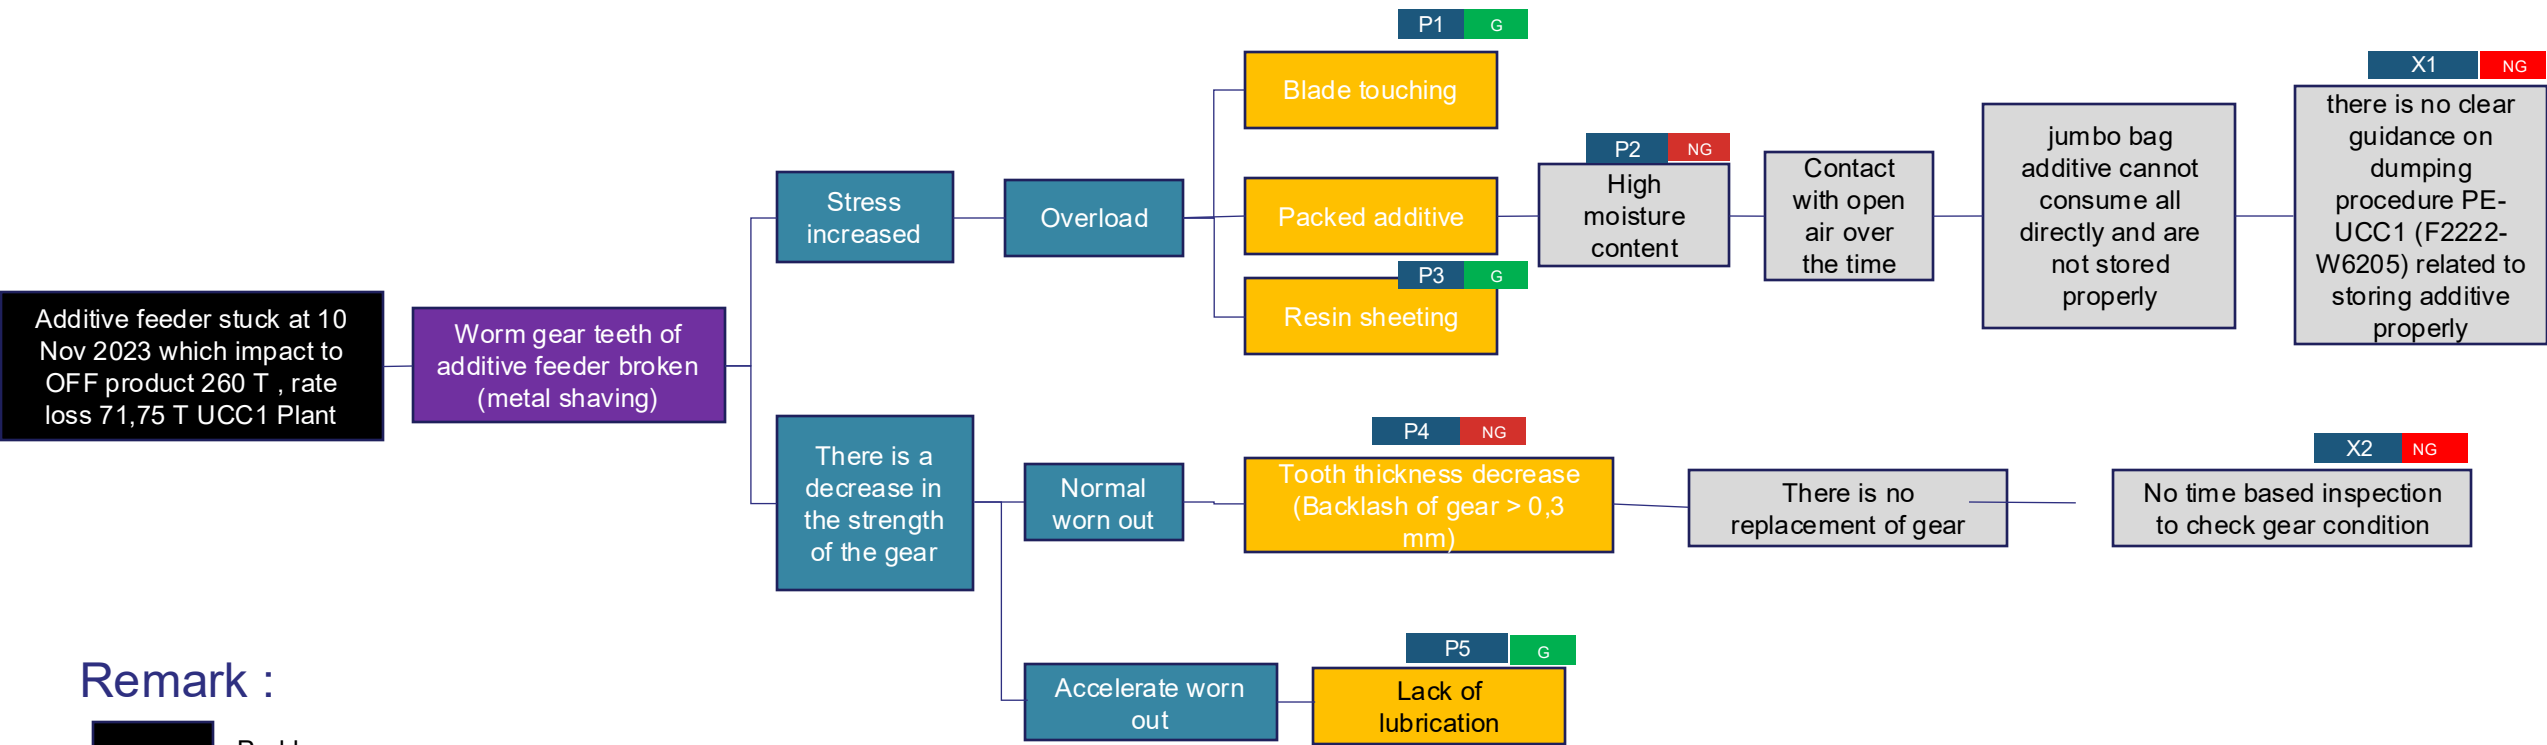 P1 G
Blade touching
X1 NG
there is no clear
guidance on
dumping
procedure PE-
UCC1 (F2222-
W6205) related to
storing additive
properly
P2 NG
High
moisture
content
Contact
with open
air over
the time
jumbo bag
additive cannot
consume all
directly and are
not stored
properly
Stress
increased
Overload
Packed additive
P3 G
Resin sheeting
Additive feeder stuck at 10
Nov 2023 which impact to
OFF product 260 T , rate
loss 71,75 T UCC1 Plant
Worm gear teeth of
additive feeder broken
(metal shaving)
There is a
decrease in
the strength
of the gear
Normal
worn out
P4 NG
Tooth thickness decrease
(Backlash of gear > 0,3
mm)
There is no
replacement of gear
X2 NG
No time based inspection
to check gear condition
P5 G
Accelerate worn
out
Lack of
lubrication
Remark :